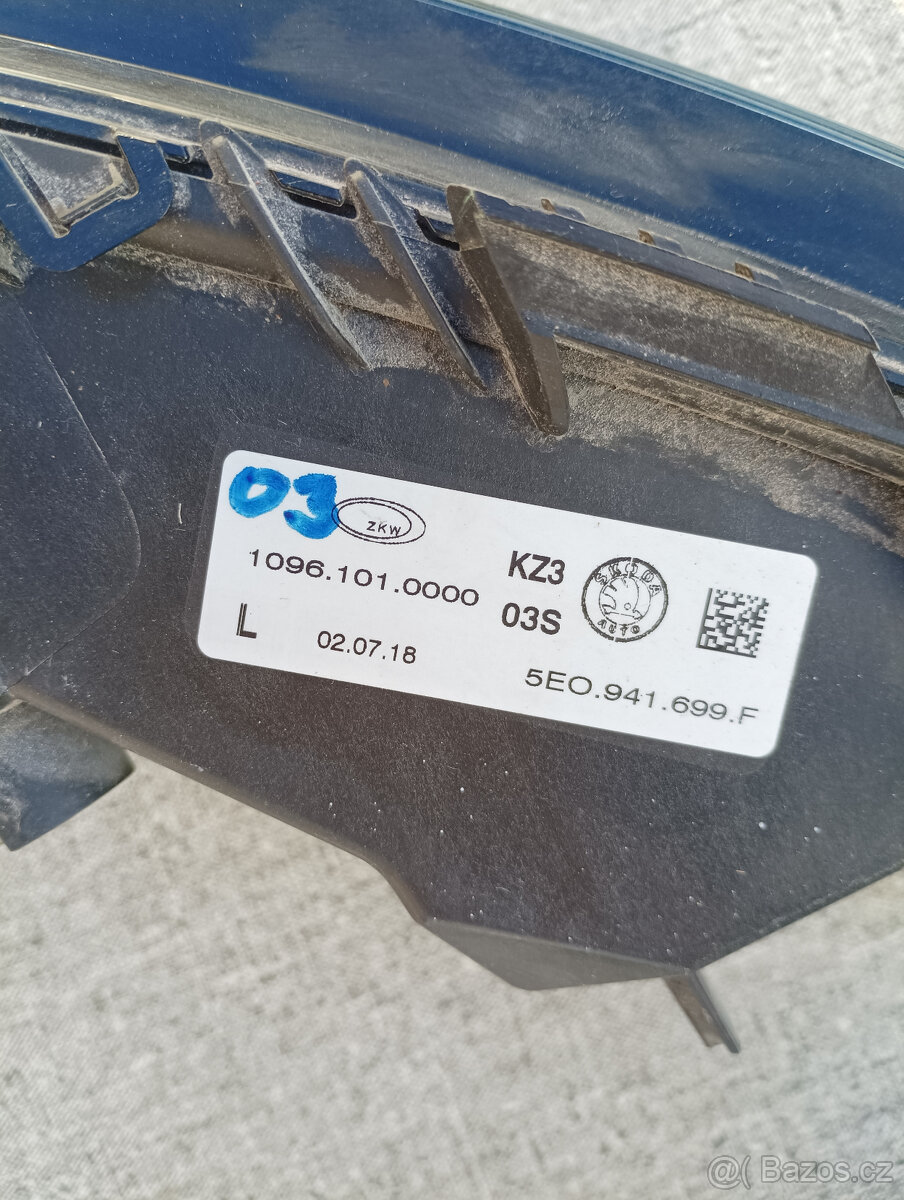 03
ZKW
1096.101.0000
KZ3
03S
ŠKODA
AUTO
L
02.07.18
5E0.941.699.F
@( Bazos.cz